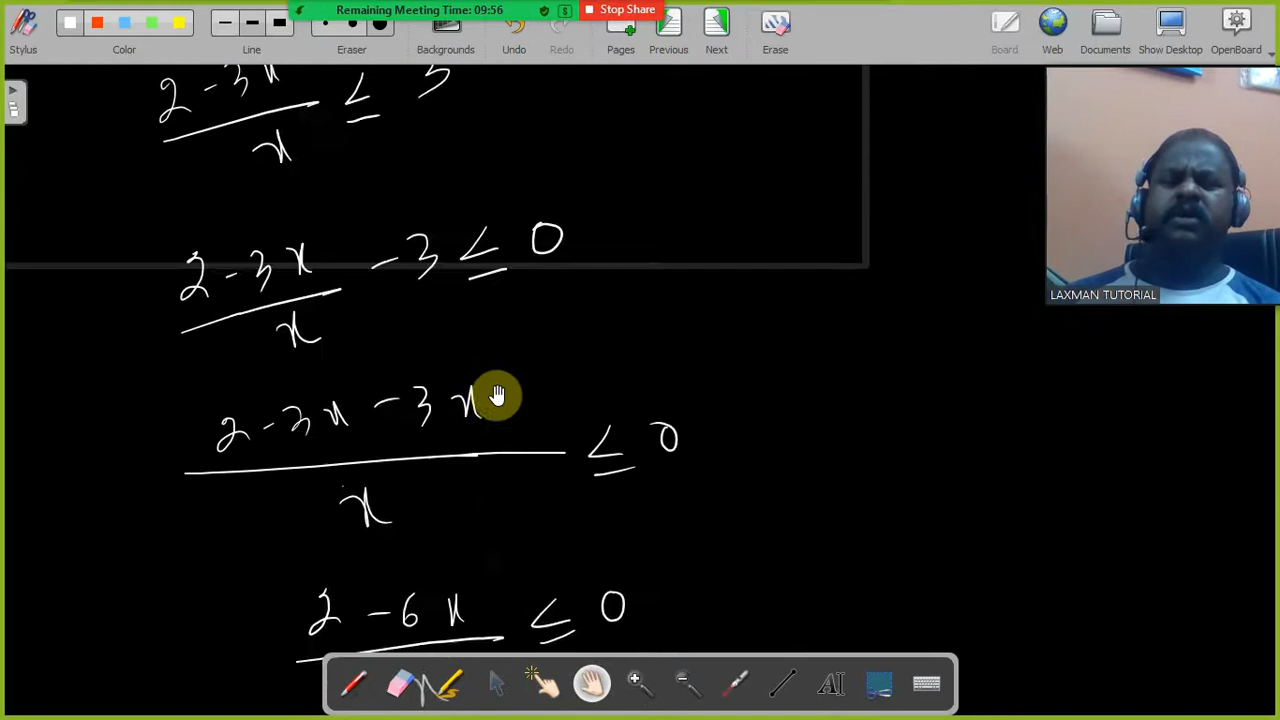 Remaining Meeting Time: 09:56 $ Stop Share
Stylus Color Line Eraser Backgrounds Undo Redo Pages Previous Next Erase Board Web Documents Show Desktop OpenBoard
2 - 3x / x ≤ 3
LAXMAN TUTORIAL
2 - 3x / x - 3 ≤ 0
2 - 3x - 3x / x ≤ 0
2 - 6x ≤ 0
AI